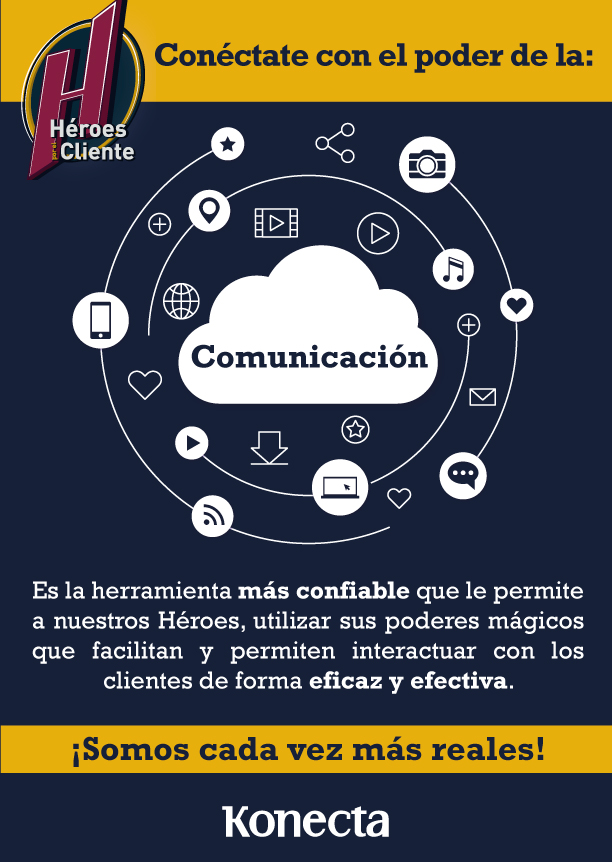 Conéctate con el poder de la:
Héroes
por el
Cliente
Comunicación
Es la herramienta más confiable que le permite
a nuestros Héroes, utilizar sus poderes mágicos
que facilitan y permiten interactuar con los
clientes de forma eficaz y efectiva.
¡Somos cada vez más reales!
Konecta